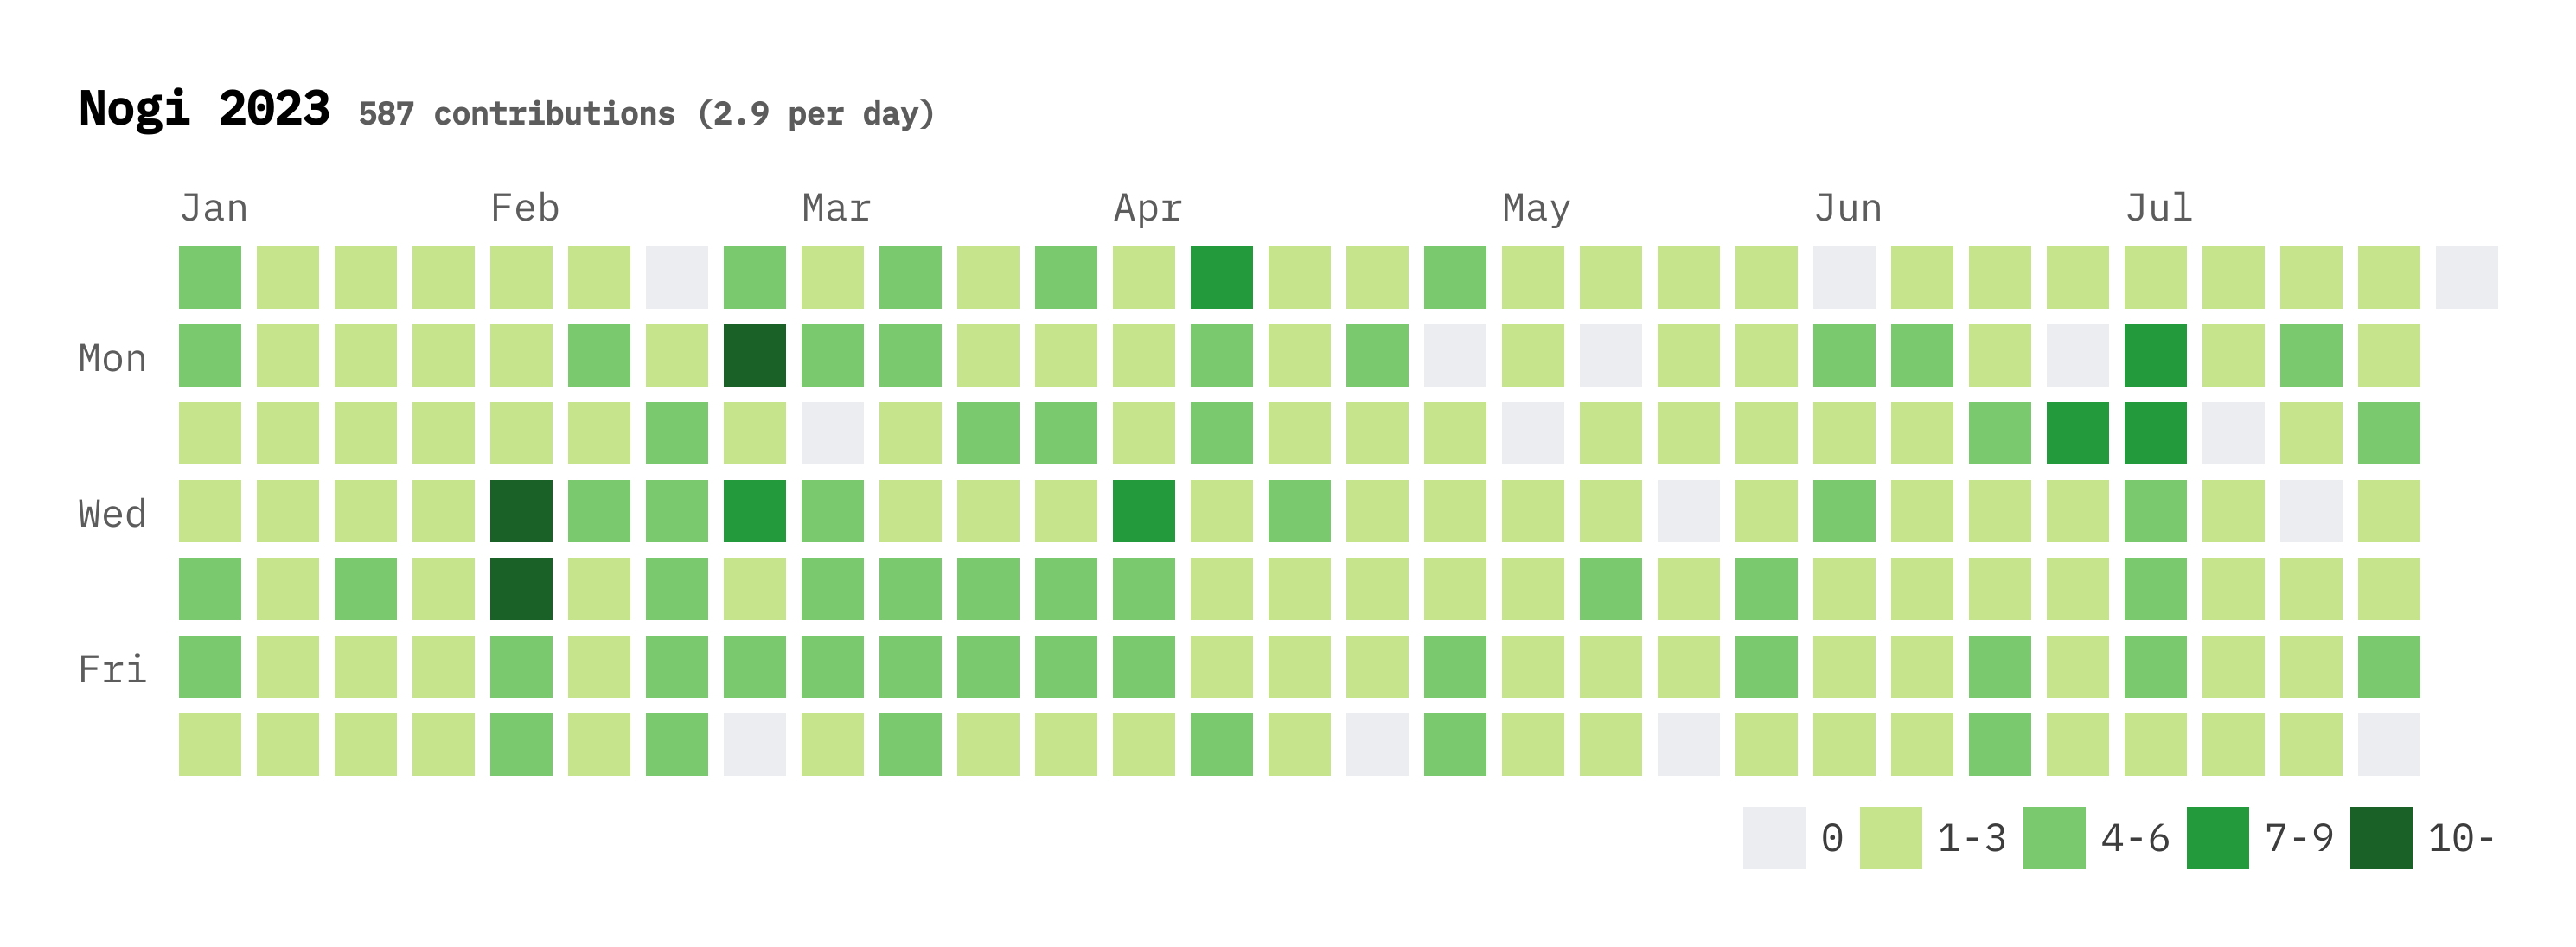 Nogi 2023 587 contributions (2.9 per day)
Jan Feb Mar Apr May Jun Jul
Mon
Wed
Fri
0 1-3 4-6 7-9 10-